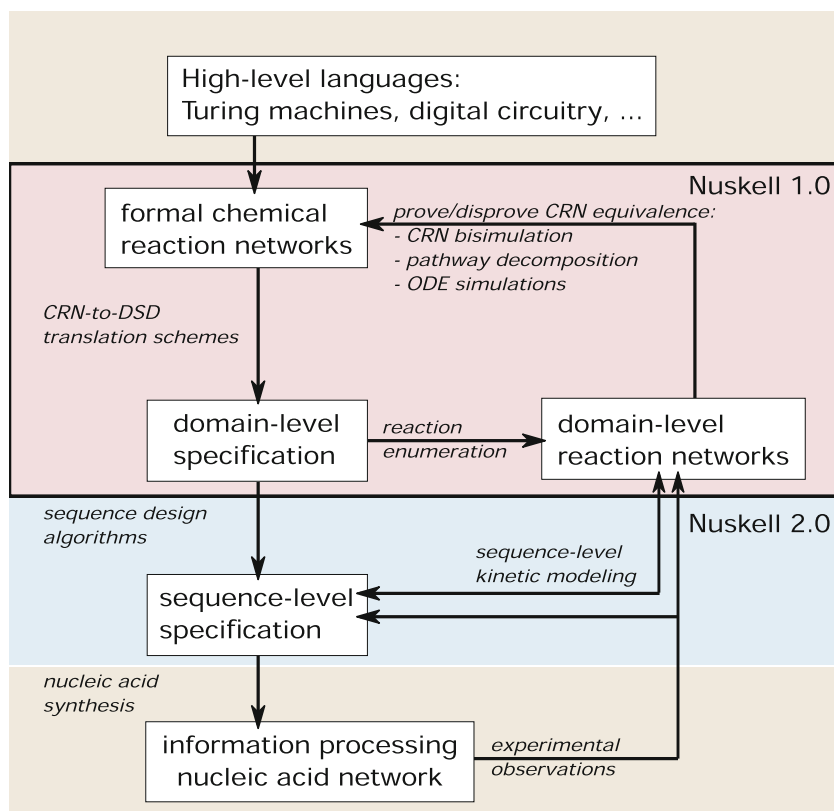 High-level languages:
Turing machines, digital circuitry, ...
Nuskell 1.0
formal chemical
reaction networks
prove/disprove CRN equivalence:
- CRN bisimulation
- pathway decomposition
- ODE simulations
CRN-to-DSD
translation schemes
domain-level
specification
reaction
enumeration
domain-level
reaction networks
sequence design
algorithms
Nuskell 2.0
sequence-level
kinetic modeling
sequence-level
specification
nucleic acid
synthesis
information processing
nucleic acid network
experimental
observations